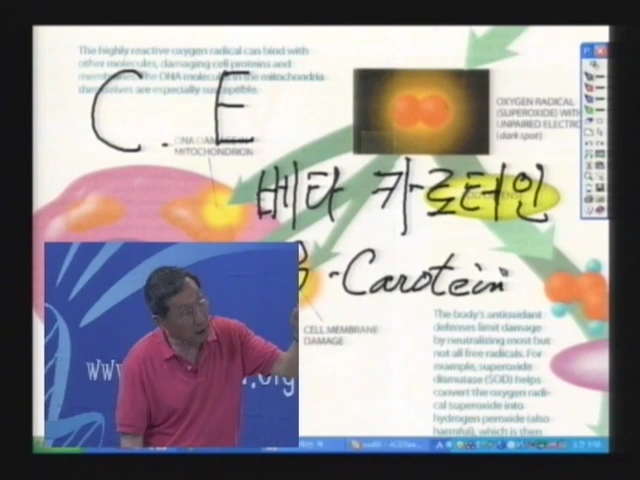 The highly reactive oxygen radical can bind with
other molecules, damaging cell proteins and
membranes. The DNA molecules in the mitochondria
themselves are especially susceptible.
C. E
DNA DAMAGE IN
MITOCHONDRION
OXYGEN RADICAL
(SUPEROXIDE) WITH
UNPAIRED ELECTRO
(dark spot)
베타 카로터인
β-Carotein
CELL MEMBRANE
DAMAGE
The body's antioxidant
defenses limit damage
by neutralizing most but
not all free radicals. For
example, superoxide
dismutase (SOD) helps
convert the oxygen radi-
cal superoxide into
hydrogen peroxide (also
harmful), which is then
www.
.org